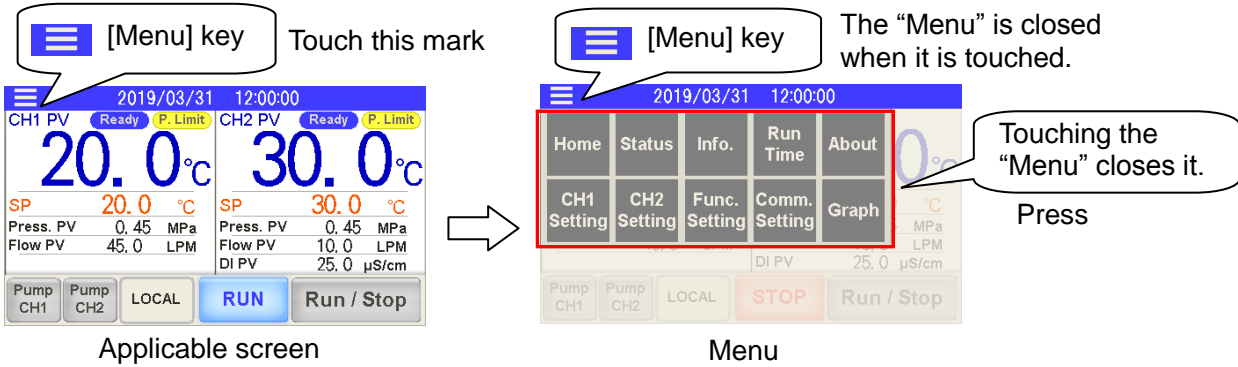 [Menu] key
Touch this mark
2019/03/31 12:00:00
CH1 PV Ready P. Limit
20. 0 ℃
SP 20. 0 ℃
Press. PV 0. 45 MPa
Flow PV 45. 0 LPM
CH2 PV Ready P. Limit
30. 0 ℃
SP 30. 0 ℃
Press. PV 0. 45 MPa
Flow PV 10. 0 LPM
DI PV 25. 0 μS/cm
Pump CH1
Pump CH2
LOCAL
RUN
Run / Stop
Applicable screen
[Menu] key
The “Menu” is closed
when it is touched.
2019/03/31 12:00:00
Home Status Info. Run Time About
CH1 Setting CH2 Setting Func. Setting Comm. Setting Graph
0 ℃
℃
MPa
LPM
DI PV 25. 0 μS/cm
Pump CH1
Pump CH2
LOCAL
STOP
Run / Stop
Touching the
“Menu” closes it.
Press
Menu